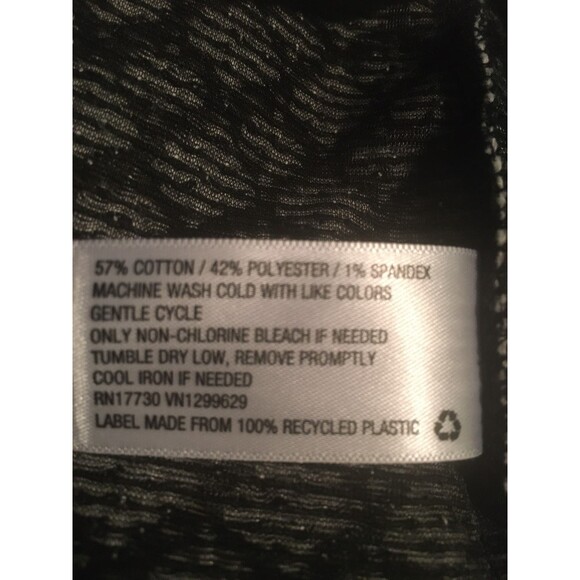 57% COTTON / 42% POLYESTER / 1% SPANDEX
MACHINE WASH COLD WITH LIKE COLORS
GENTLE CYCLE
ONLY NON-CHLORINE BLEACH IF NEEDED
TUMBLE DRY LOW, REMOVE PROMPTLY
COOL IRON IF NEEDED
RN17730 VN1299629
LABEL MADE FROM 100% RECYCLED PLASTIC